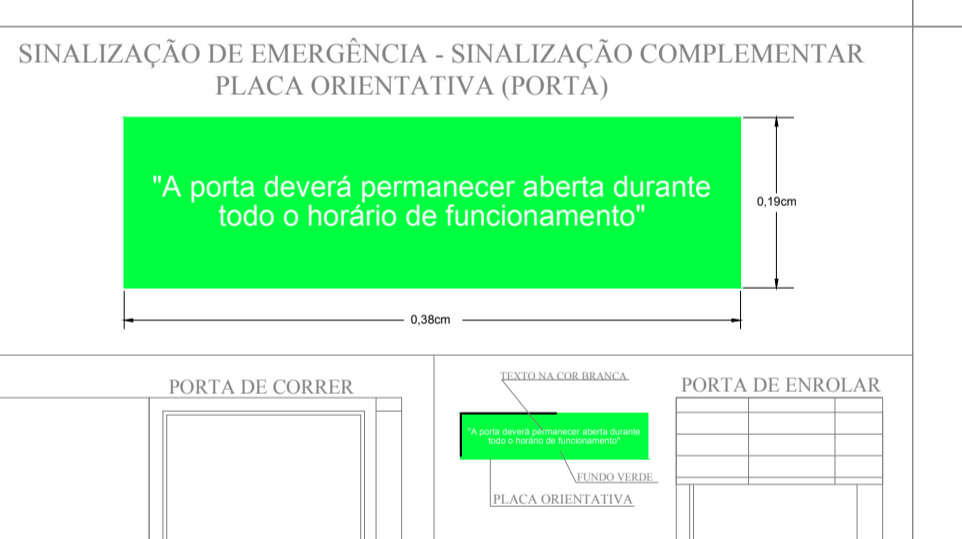 SINALIZAÇÃO DE EMERGÊNCIA - SINALIZAÇÃO COMPLEMENTAR
PLACA ORIENTATIVA (PORTA)
"A porta deverá permanecer aberta durante
todo o horário de funcionamento"
0,19cm
0,38cm
PORTA DE CORRER
TEXTO NA COR BRANCA
"A porta deverá permanecer aberta durante
todo o horário de funcionamento"
FUNDO VERDE
PLACA ORIENTATIVA
PORTA DE ENROLAR